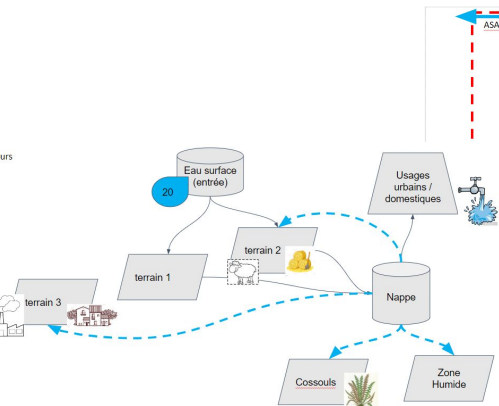 ASA
urs
Eau surface
(entrée)
20
Usages
urbains /
domestiques
terrain 2
terrain 1
terrain 3
Nappe
Cossouls
Zone
Humide